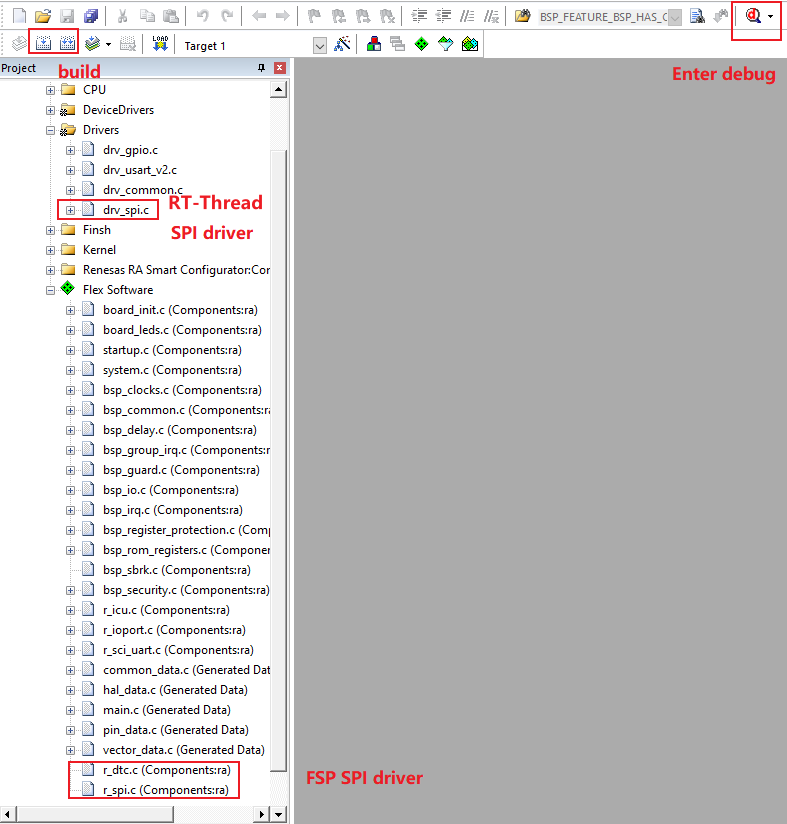 BSP_FEATURE_BSP_HAS_C
LOAD
Target 1
Project
build
Enter debug
CPU
DeviceDrivers
Drivers
drv_gpio.c
drv_usart_v2.c
drv_common.c
drv_spi.c
RT-Thread
SPI driver
Finsh
Kernel
Renesas RA Smart Configurator:Cor
Flex Software
board_init.c (Components:ra)
board_leds.c (Components:ra)
startup.c (Components:ra)
system.c (Components:ra)
bsp_clocks.c (Components:ra)
bsp_common.c (Components:ra
bsp_delay.c (Components:ra)
bsp_group_irq.c (Components:r
bsp_guard.c (Components:ra)
bsp_io.c (Components:ra)
bsp_irq.c (Components:ra)
bsp_register_protection.c (Comp
bsp_rom_registers.c (Componen
bsp_sbrk.c (Components:ra)
bsp_security.c (Components:ra)
r_icu.c (Components:ra)
r_ioport.c (Components:ra)
r_sci_uart.c (Components:ra)
common_data.c (Generated Dat
hal_data.c (Generated Data)
main.c (Generated Data)
pin_data.c (Generated Data)
vector_data.c (Generated Data)
r_dtc.c (Components:ra)
r_spi.c (Components:ra)
FSP SPI driver